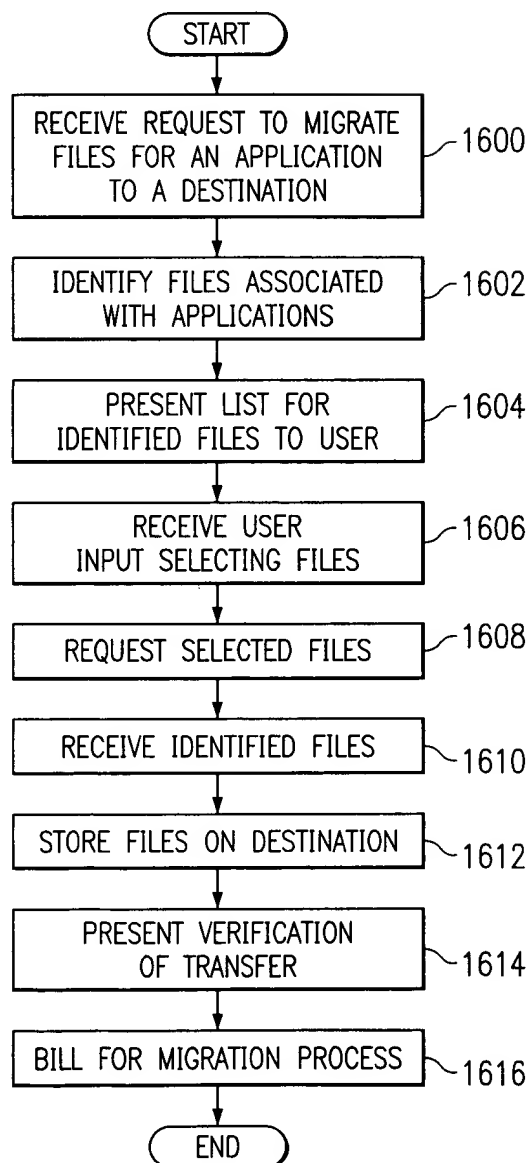 START
RECEIVE REQUEST TO MIGRATE
FILES FOR AN APPLICATION
TO A DESTINATION
1600
IDENTIFY FILES ASSOCIATED
WITH APPLICATIONS
1602
PRESENT LIST FOR
IDENTIFIED FILES TO USER
1604
RECEIVE USER
INPUT SELECTING FILES
1606
REQUEST SELECTED FILES
1608
RECEIVE IDENTIFIED FILES
1610
STORE FILES ON DESTINATION
1612
PRESENT VERIFICATION
OF TRANSFER
1614
BILL FOR MIGRATION PROCESS
1616
END